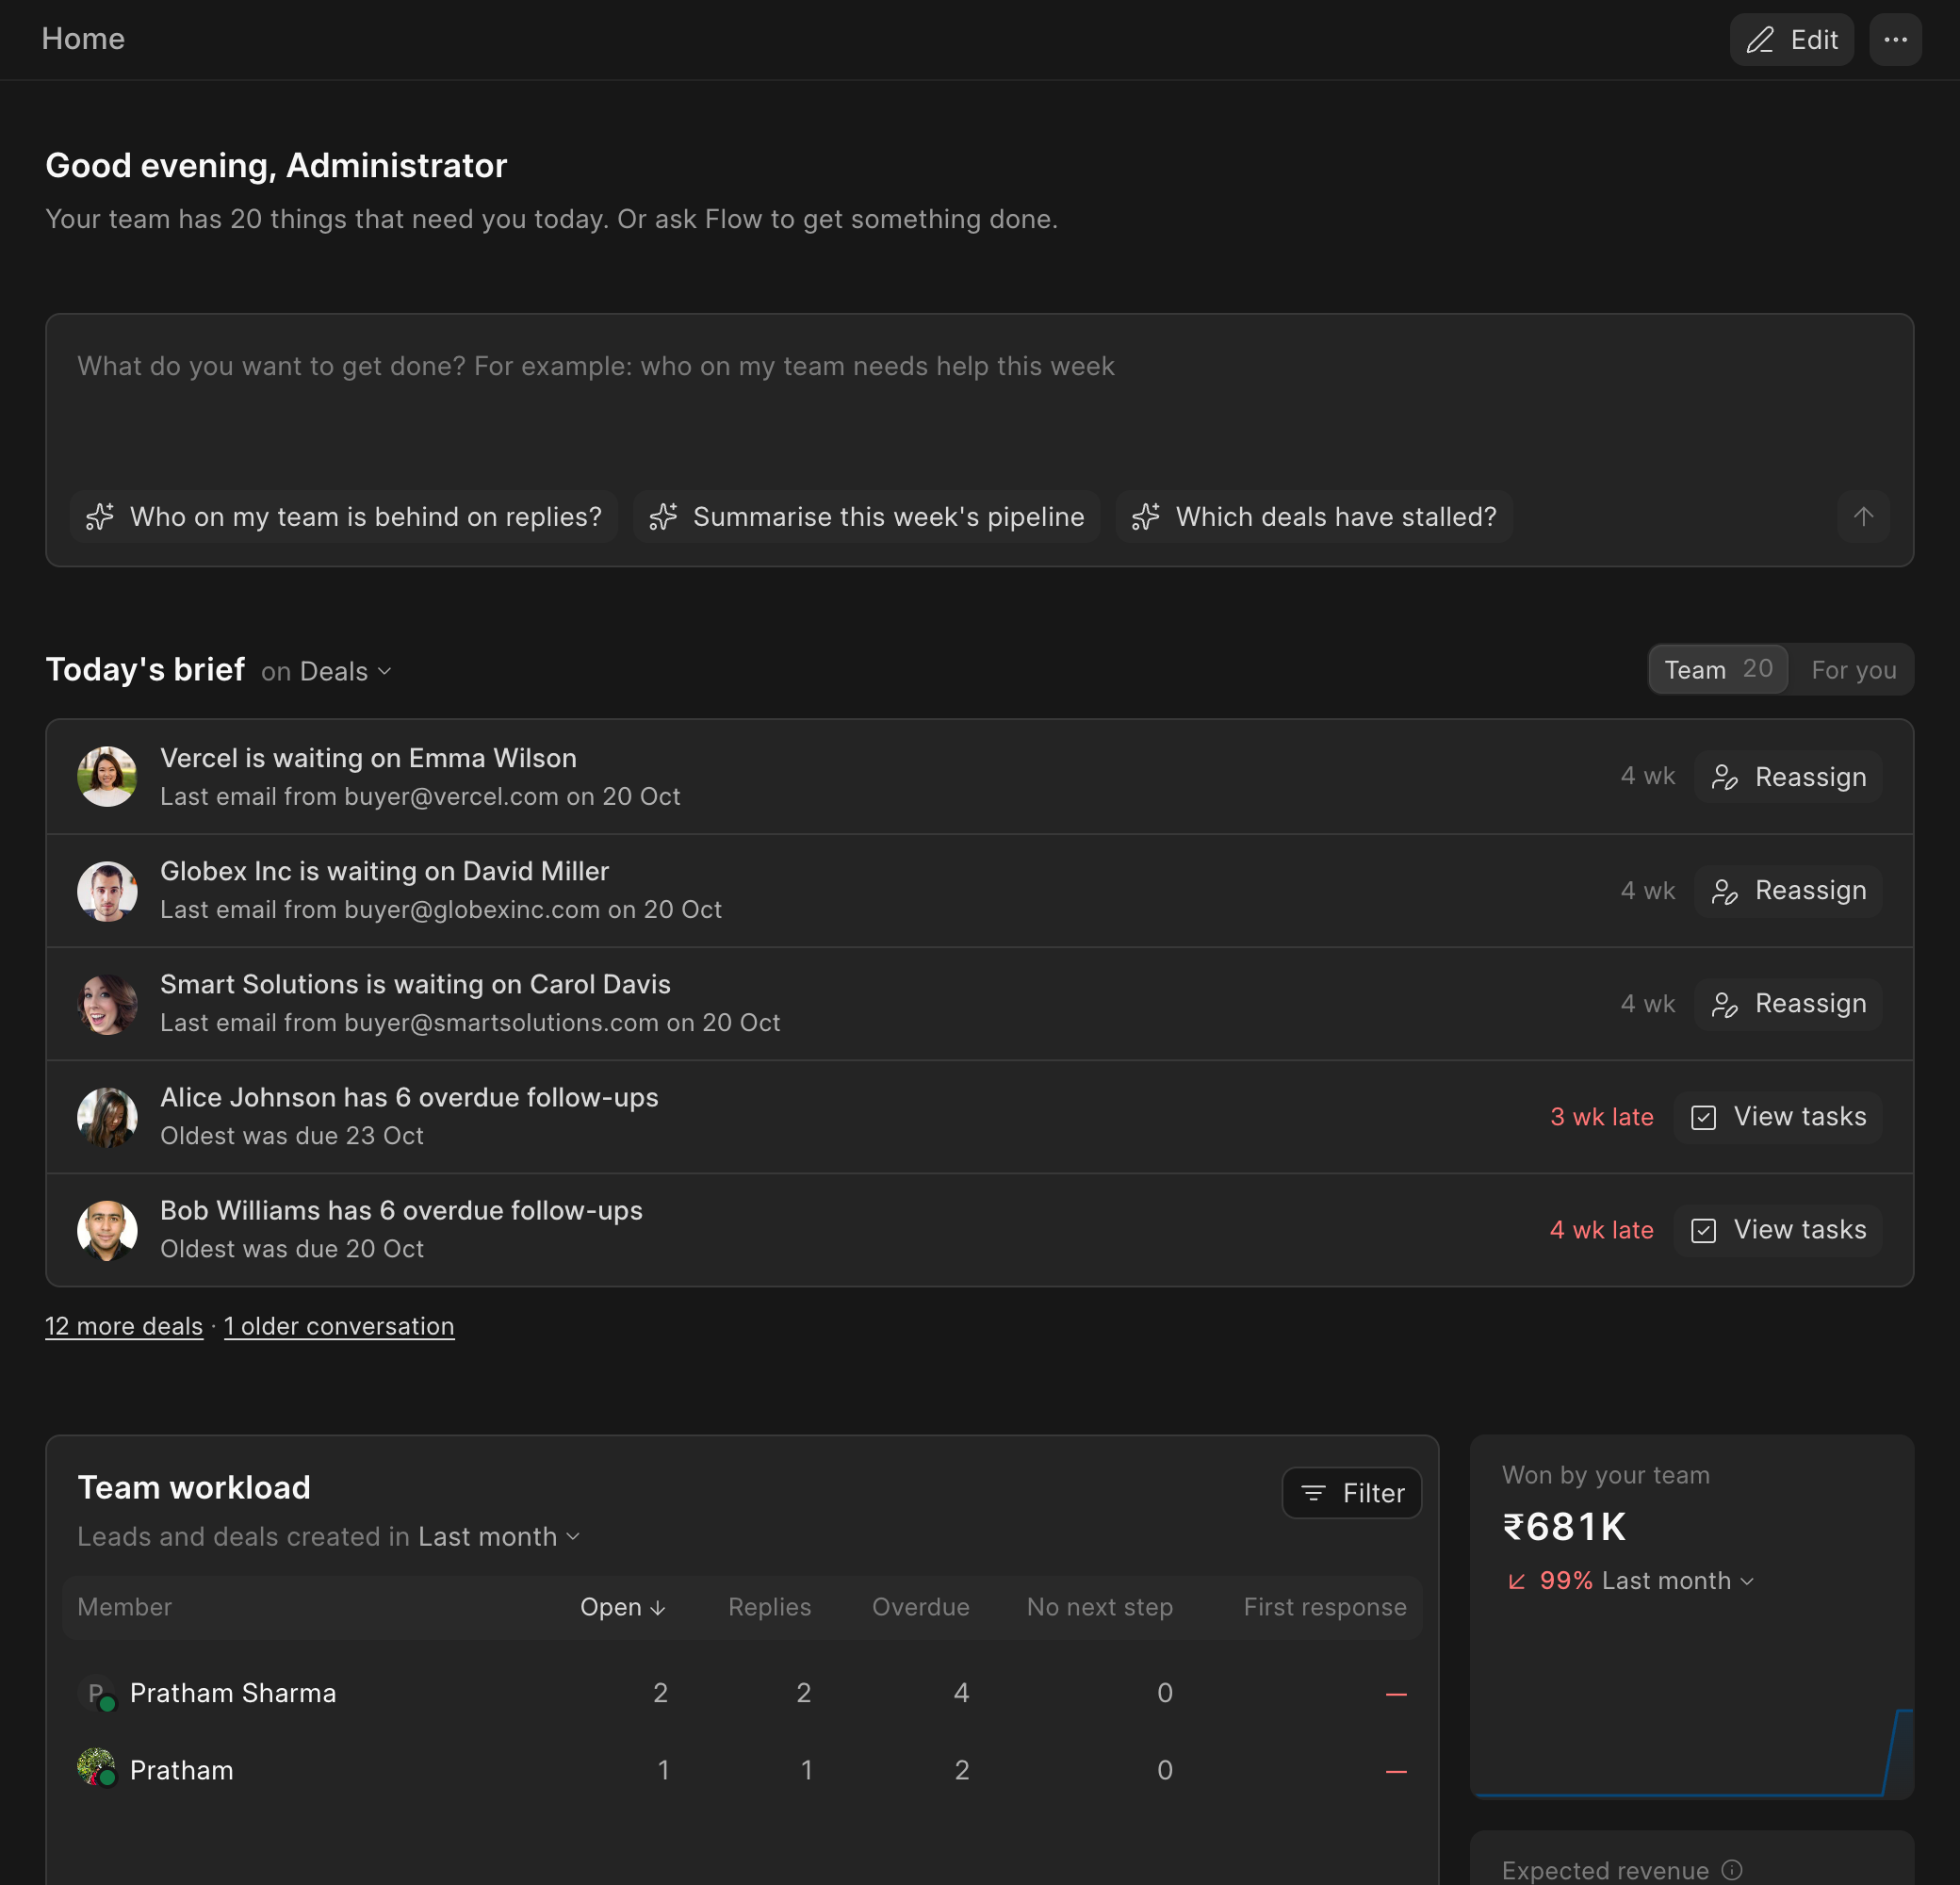 Home
Edit
Good evening, Administrator
Your team has 20 things that need you today. Or ask Flow to get something done.
What do you want to get done? For example: who on my team needs help this week
Who on my team is behind on replies?
Summarise this week's pipeline
Which deals have stalled?
Today's brief on Deals
Team 20
For you
Vercel is waiting on Emma Wilson
Last email from buyer@vercel.com on 20 Oct
4 wk
Reassign
Globex Inc is waiting on David Miller
Last email from buyer@globexinc.com on 20 Oct
4 wk
Reassign
Smart Solutions is waiting on Carol Davis
Last email from buyer@smartsolutions.com on 20 Oct
4 wk
Reassign
Alice Johnson has 6 overdue follow-ups
Oldest was due 23 Oct
3 wk late
View tasks
Bob Williams has 6 overdue follow-ups
Oldest was due 20 Oct
4 wk late
View tasks
12 more deals · 1 older conversation
Team workload
Filter
Leads and deals created in Last month
Member Open Replies Overdue No next step First response
P Pratham Sharma 2 2 4 0 —
Pratham 1 1 2 0 —
Won by your team
₹681K
99% Last month
Expected revenue